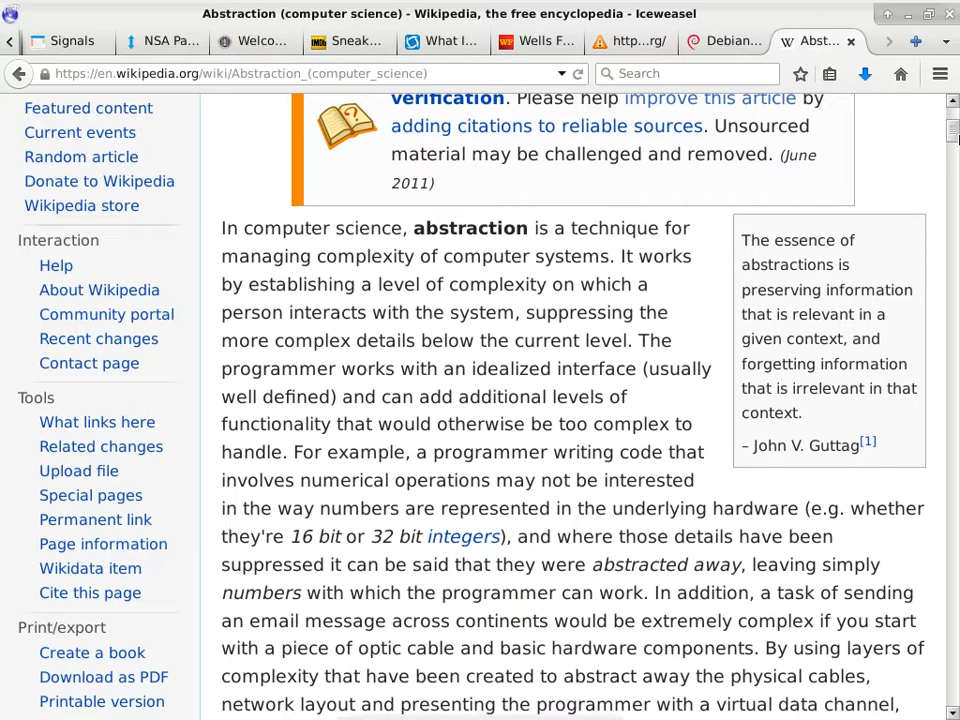 Abstraction (computer science) - Wikipedia, the free encyclopedia - Iceweasel
Signals
NSA Pa...
Welco...
IMDb Sneak...
What I...
WF Wells F...
http...rg/
Debian...
W Abst...
https://en.wikipedia.org/wiki/Abstraction_(computer_science)
Search
Featured content
Current events
Random article
Donate to Wikipedia
Wikipedia store
Interaction
Help
About Wikipedia
Community portal
Recent changes
Contact page
Tools
What links here
Related changes
Upload file
Special pages
Permanent link
Page information
Wikidata item
Cite this page
Print/export
Create a book
Download as PDF
Printable version
verification. Please help improve this article by
adding citations to reliable sources. Unsourced
material may be challenged and removed. (June
2011)
In computer science, abstraction is a technique for
managing complexity of computer systems. It works
by establishing a level of complexity on which a
person interacts with the system, suppressing the
more complex details below the current level. The
programmer works with an idealized interface (usually
well defined) and can add additional levels of
functionality that would otherwise be too complex to
handle. For example, a programmer writing code that
involves numerical operations may not be interested
in the way numbers are represented in the underlying hardware (e.g. whether
they're 16 bit or 32 bit integers), and where those details have been
suppressed it can be said that they were abstracted away, leaving simply
numbers with which the programmer can work. In addition, a task of sending
an email message across continents would be extremely complex if you start
with a piece of optic cable and basic hardware components. By using layers of
complexity that have been created to abstract away the physical cables,
network layout and presenting the programmer with a virtual data channel,
The essence of
abstractions is
preserving information
that is relevant in a
given context, and
forgetting information
that is irrelevant in that
context.
– John V. Guttag[1]